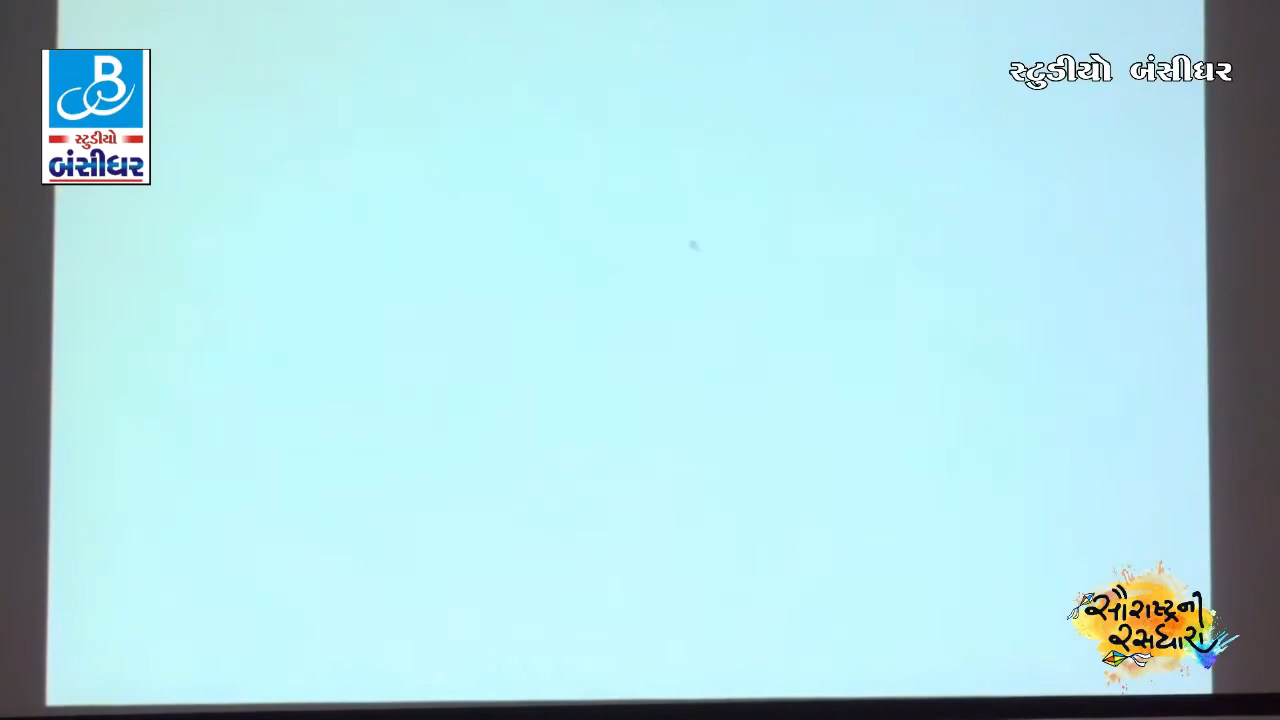 B
સ્ટુડીયો
બંસીધર
સ્ટુડીયો બંસીધર
સૌરાષ્ટ્રની
રસધારા